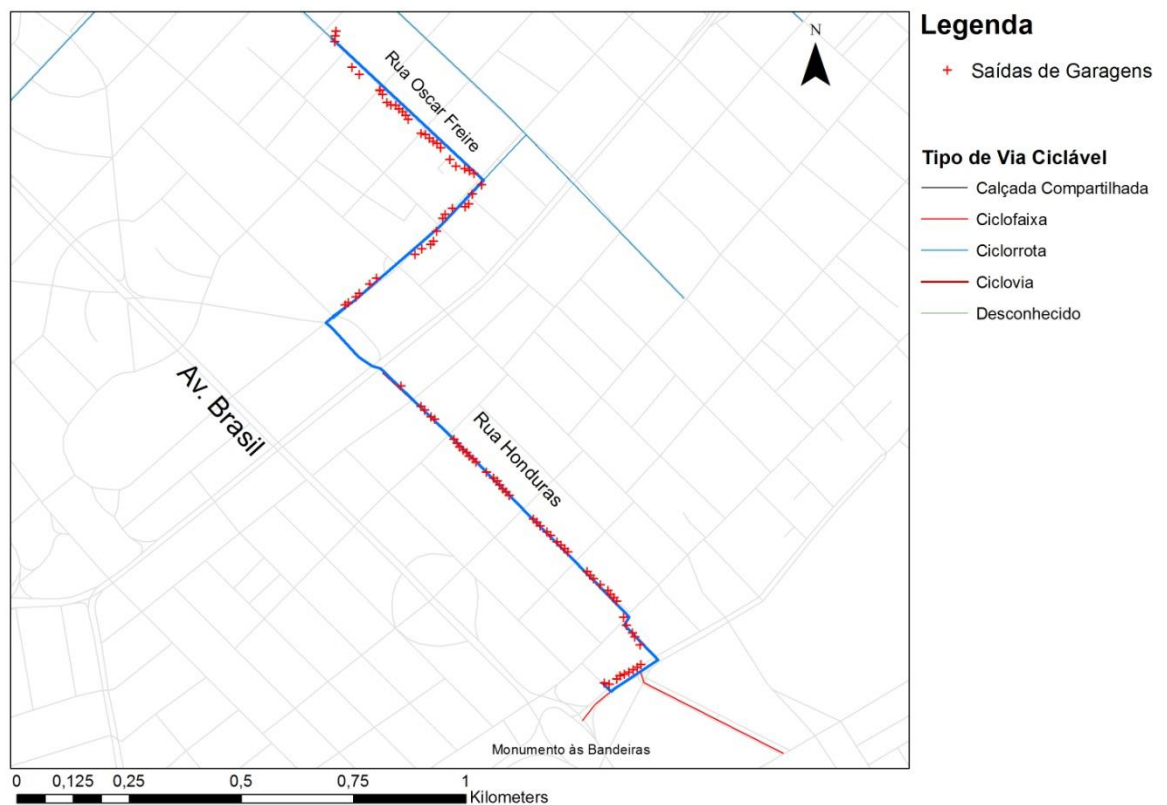 N
Rua Oscar Freire
Av. Brasil
Rua Honduras
Monumento às Bandeiras
0 0,125 0,25 0,5 0,75 1
Kilometers
Legenda
Saídas de Garagens
Tipo de Via Ciclável
Calçada Compartilhada
Ciclofaixa
Ciclorrota
Ciclovia
Desconhecido